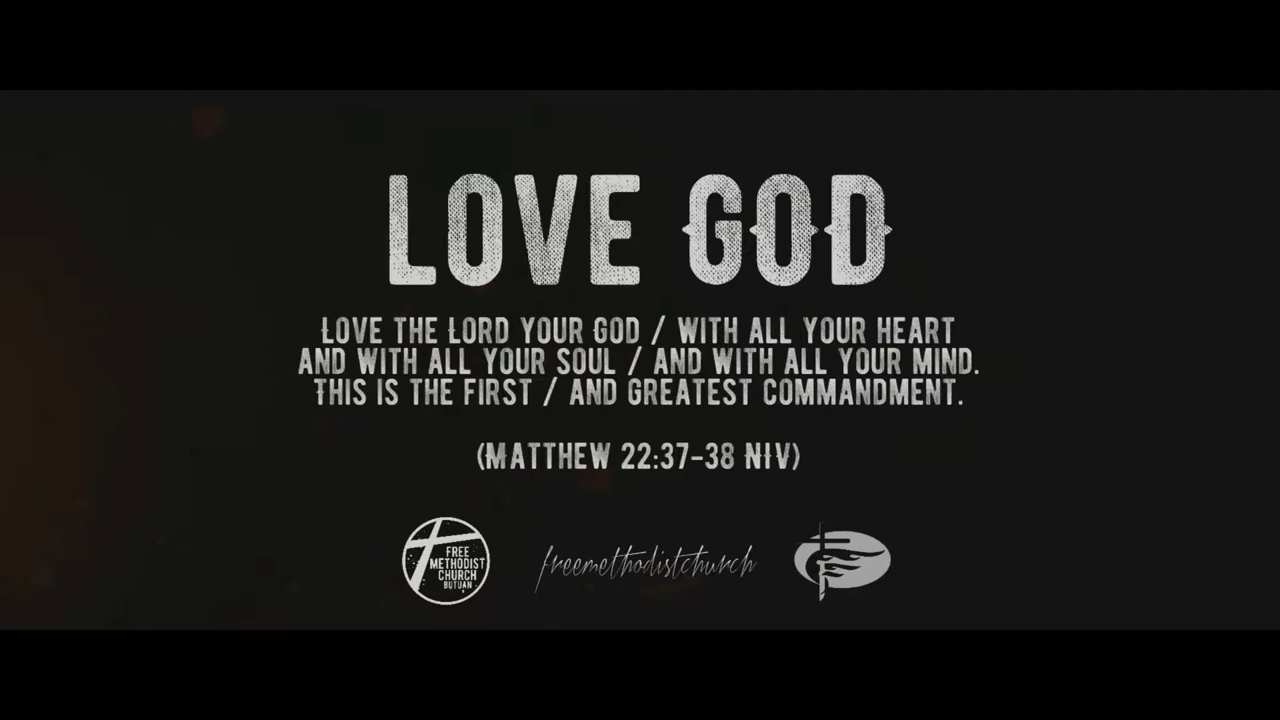 LOVE GOD
LOVE THE LORD YOUR GOD / WITH ALL YOUR HEART
AND WITH ALL YOUR SOUL / AND WITH ALL YOUR MIND.
THIS IS THE FIRST / AND GREATEST COMMANDMENT.
(MATTHEW 22:37-38 NIV)
FREE
METHODIST
CHURCH
BUTUAN
freemethodistchurch